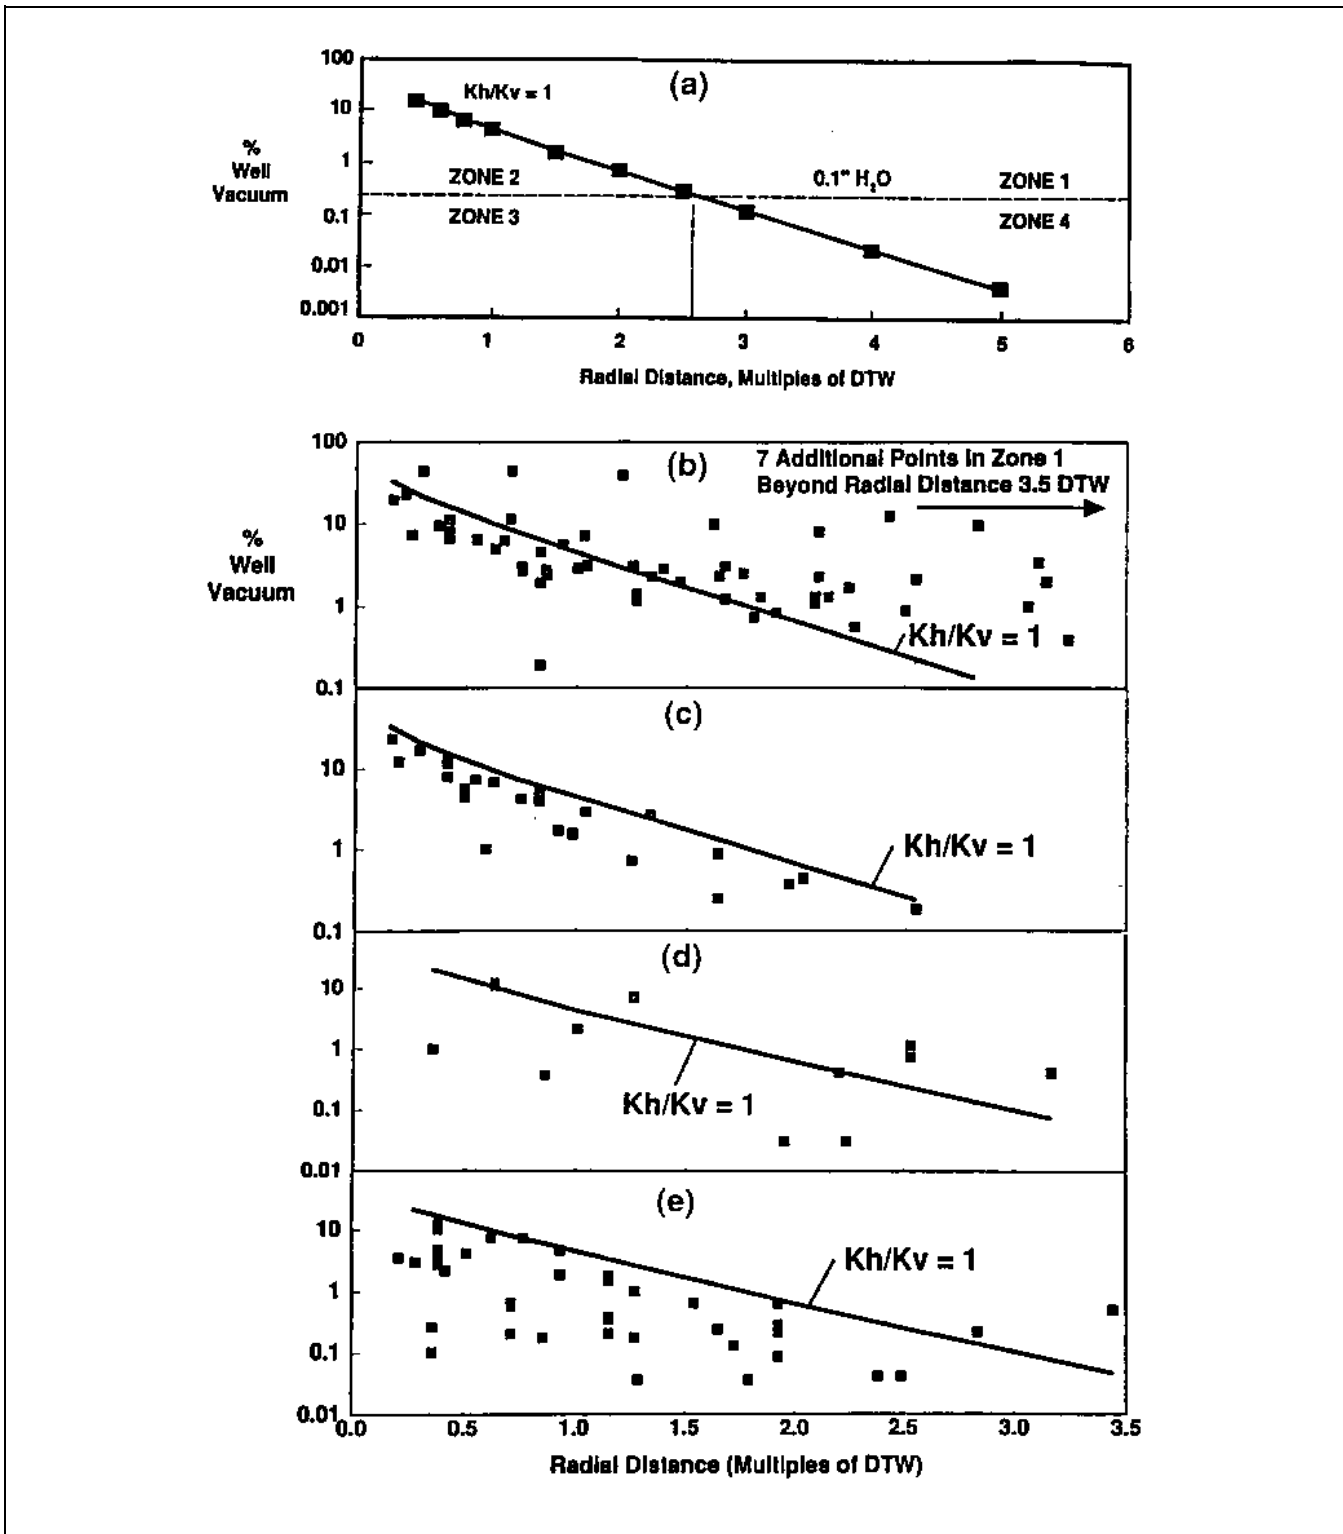 100
(a)
Kh/Kv = 1
10
%
Well
Vacuum
1
ZONE 2
0.1" H₂O
ZONE 1
0.1
ZONE 3
ZONE 4
0.01
0.001
0 1 2 3 4 5 6
Radial Distance, Multiples of DTW
100
(b)
7 Additional Points in Zone 1
Beyond Radial Distance 3.5 DTW
10
%
Well
Vacuum
1
Kh/Kv = 1
0.1
(c)
10
1
Kh/Kv = 1
0.1
(d)
10
1
Kh/Kv = 1
0.1
0.01
(e)
10
Kh/Kv = 1
1
0.1
0.01
0.0 0.5 1.0 1.5 2.0 2.5 3.0 3.5
Radial Distance (Multiples of DTW)